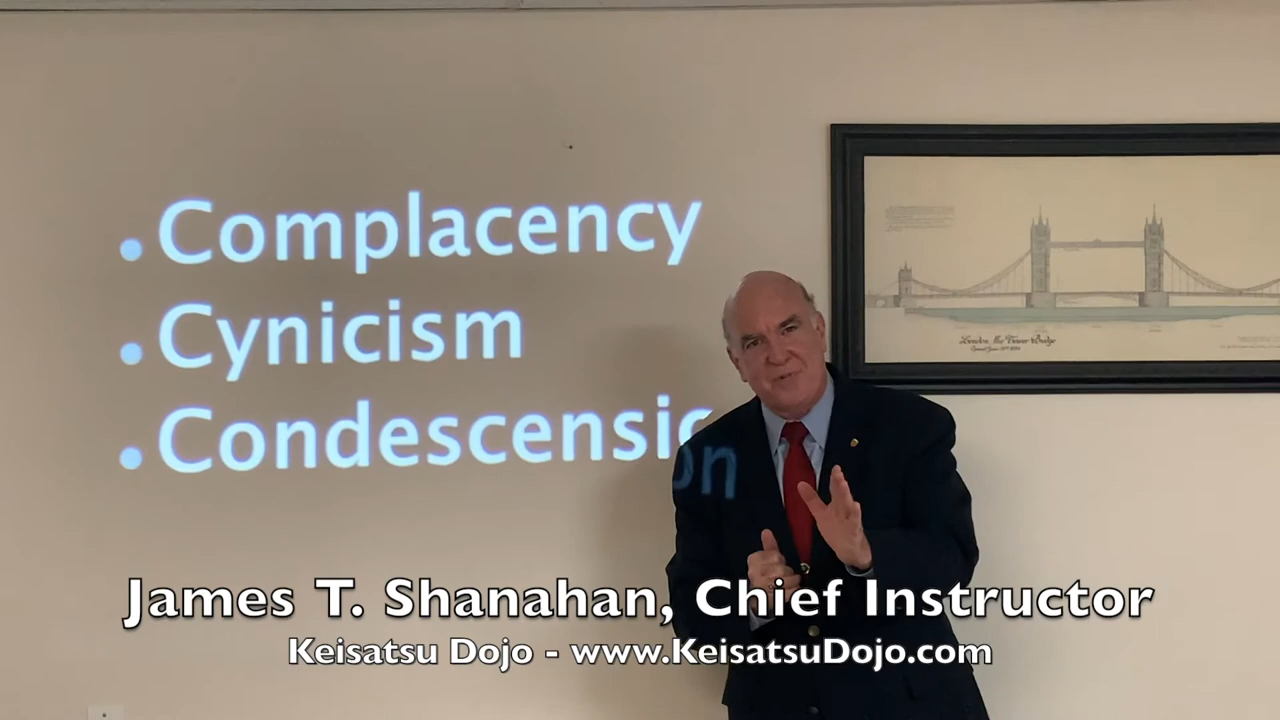 • Complacency
• Cynicism
• Condescension
London, the Tower Bridge
James T. Shanahan, Chief Instructor
Keisatsu Dojo - www.KeisatsuDojo.com